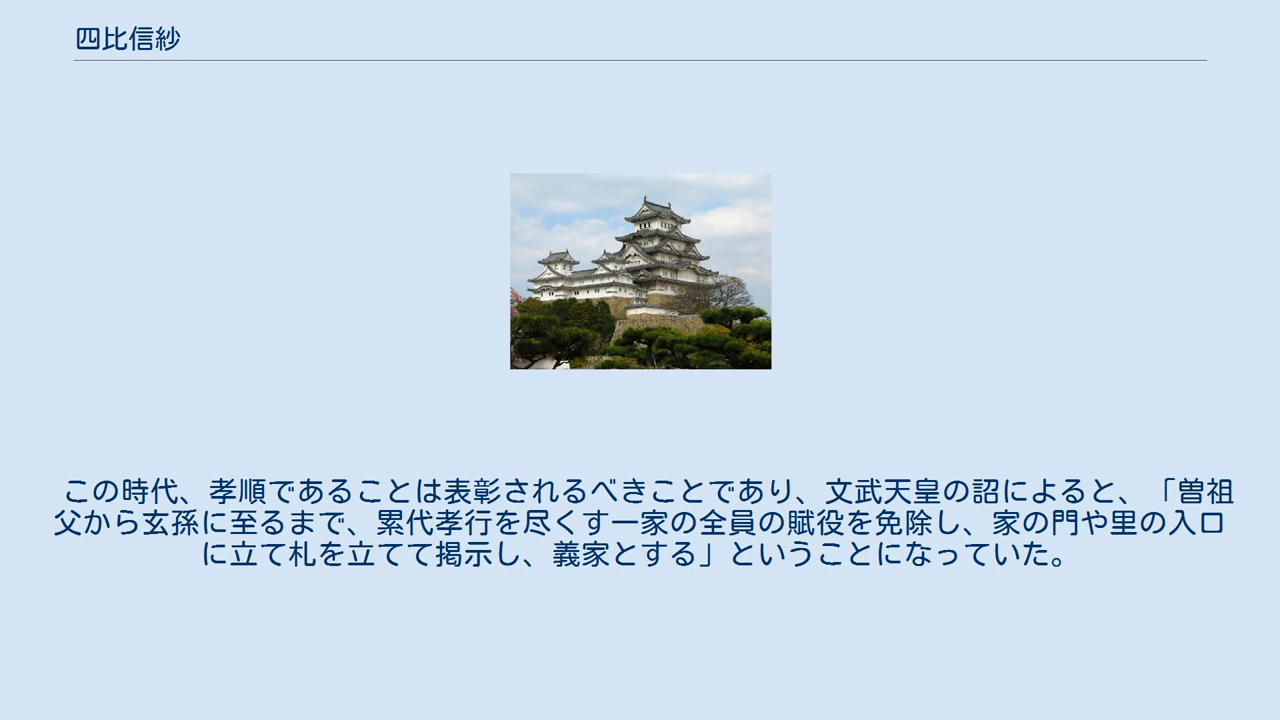 四比信紗
この時代、孝順であることは表彰されるべきことであり、文武天皇の詔によると、「曽祖
父から玄孫に至るまで、累代孝行を尽くす一家の全員の賦役を免除し、家の門や里の入口
に立て札を立てて掲示し、義家とする」ということになっていた。